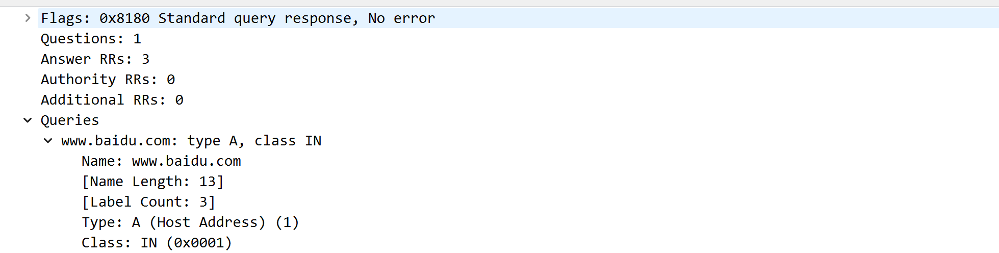 Flags: 0x8180 Standard query response, No error
Questions: 1
Answer RRs: 3
Authority RRs: 0
Additional RRs: 0
Queries
www.baidu.com: type A, class IN
Name: www.baidu.com
[Name Length: 13]
[Label Count: 3]
Type: A (Host Address) (1)
Class: IN (0x0001)